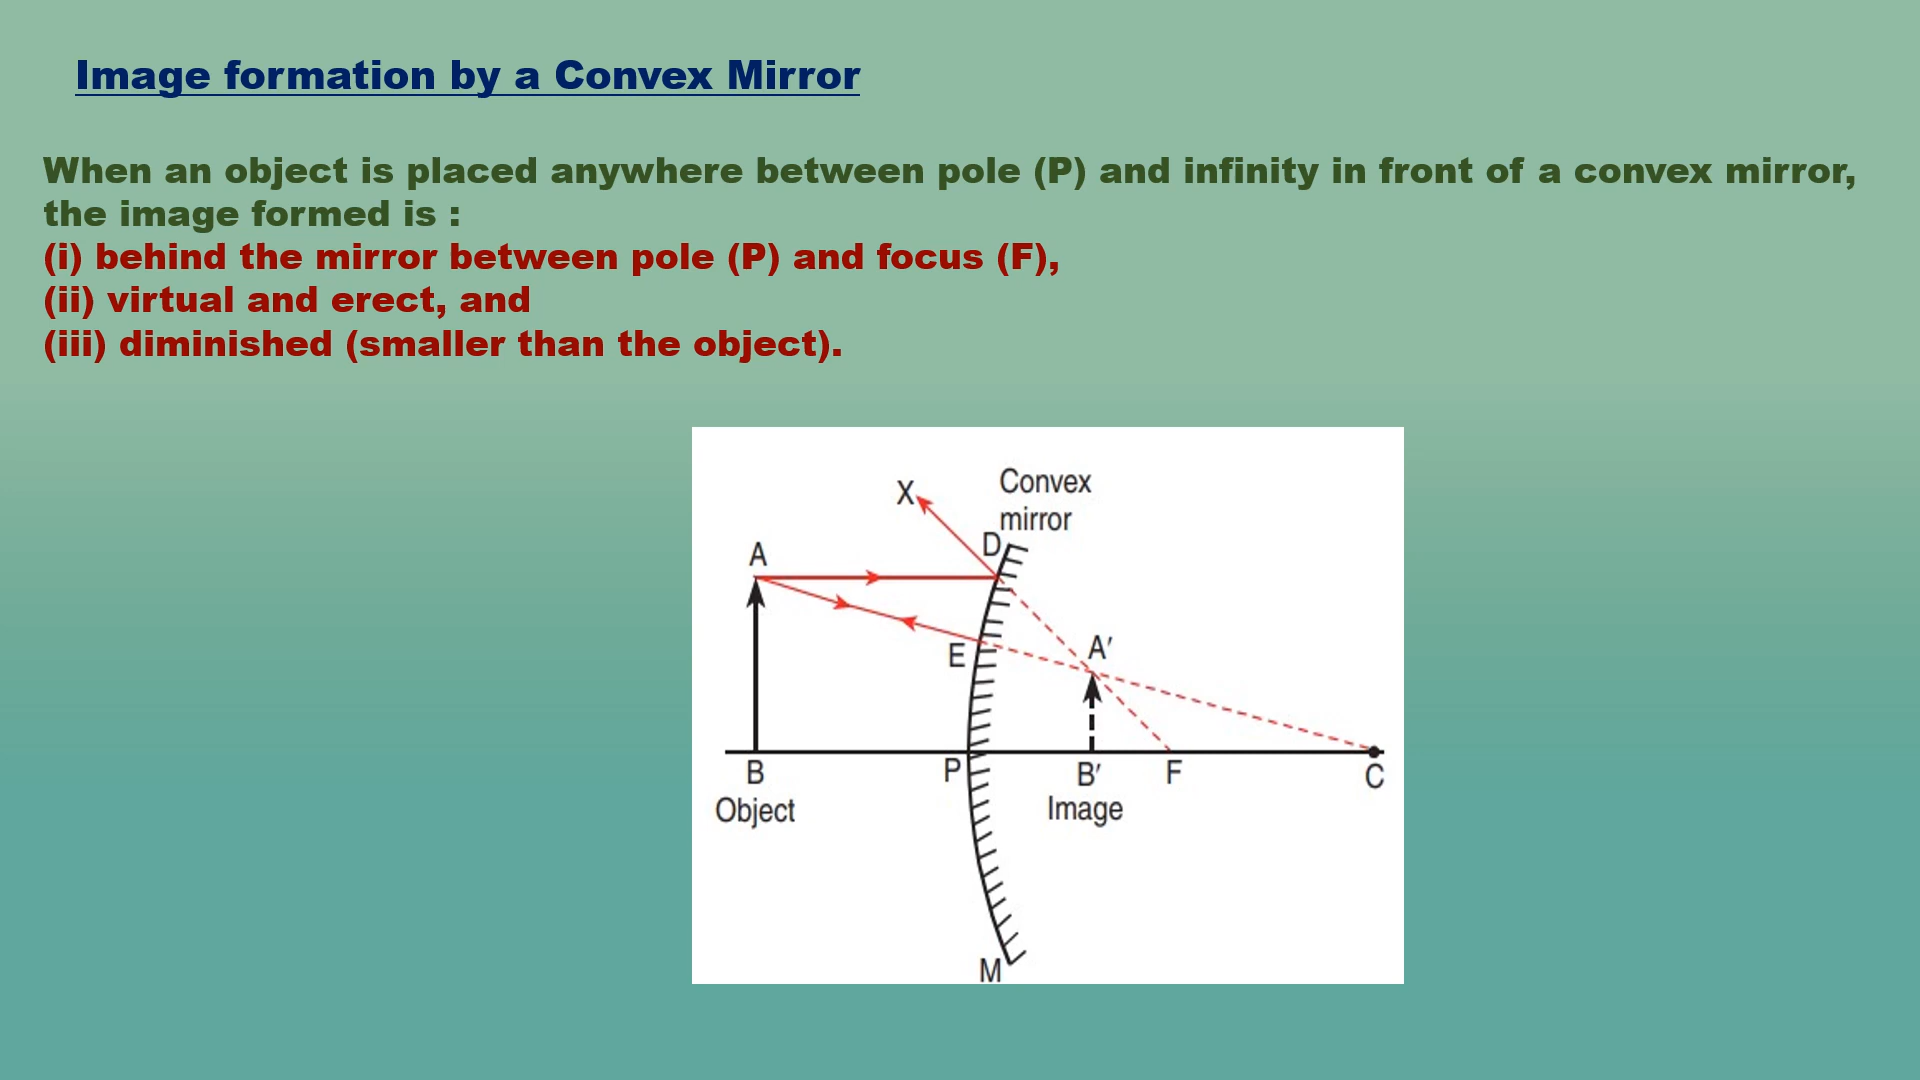 Image formation by a Convex Mirror
When an object is placed anywhere between pole (P) and infinity in front of a convex mirror,
the image formed is :
(i) behind the mirror between pole (P) and focus (F),
(ii) virtual and erect, and
(iii) diminished (smaller than the object).
Convex
mirror
X
D
A
E
A′
B
P
B′
F
C
Object
Image
M